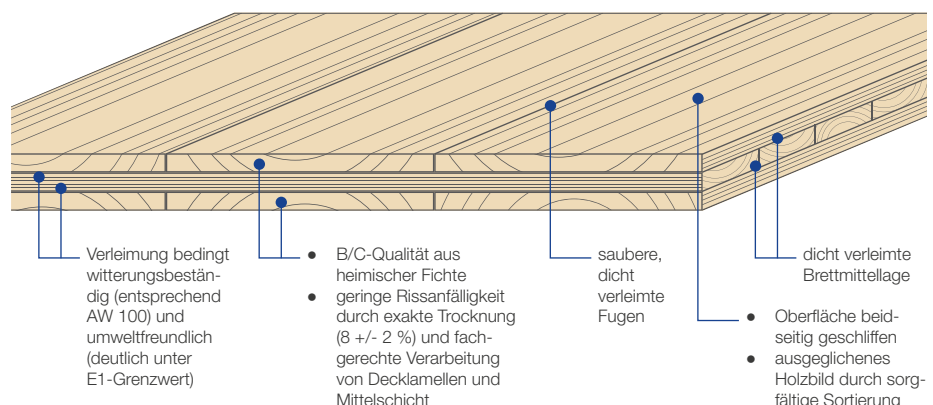 Verleimung bedingt
witterungsbestän-
dig (entsprechend
AW 100) und
umweltfreundlich
(deutlich unter
E1-Grenzwert)
● B/C-Qualität aus
heimischer Fichte
● geringe Rissanfälligkeit
durch exakte Trocknung
(8 +/- 2 %) und fach-
gerechte Verarbeitung
von Decklamellen und
Mittelschicht
saubere,
dicht
verleimte
Fugen
dicht verleimte
Brettmittellage
● Oberfläche beid-
seitig geschliffen
● ausgeglichenes
Holzbild durch sorg-
fältige Sortierung